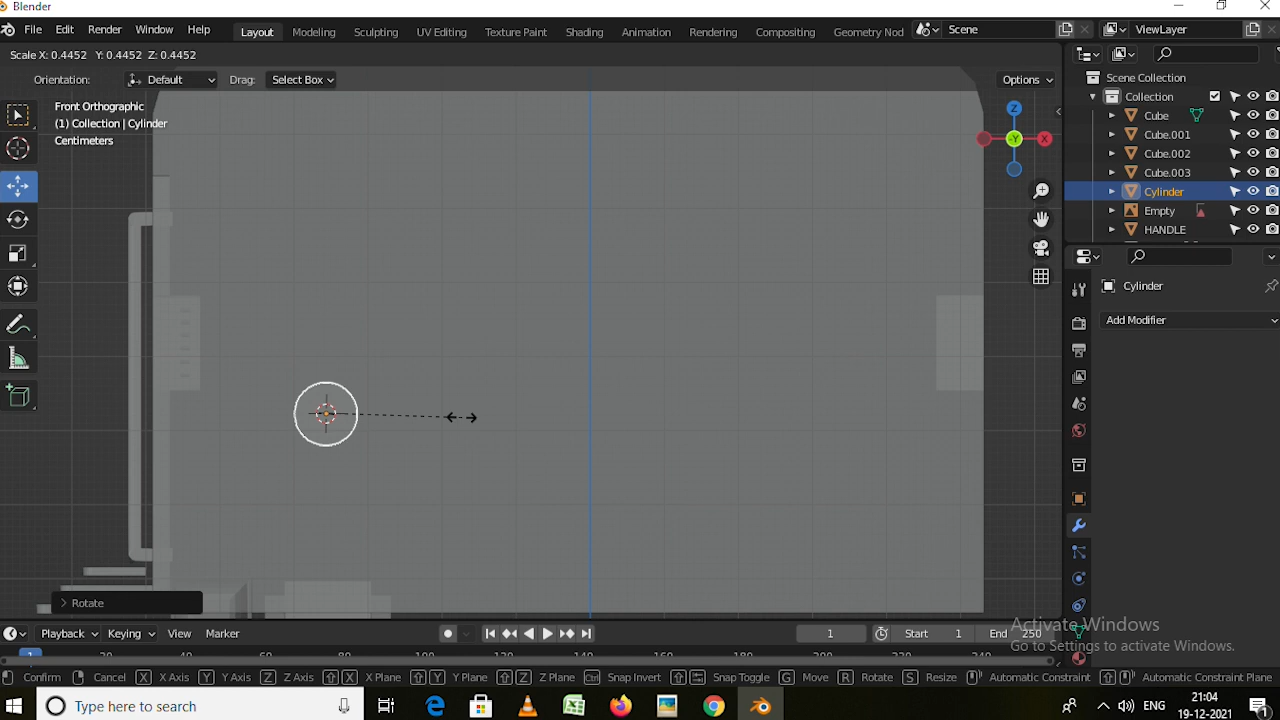 Blender
File Edit Render Window Help Layout Modeling Sculpting UV Editing Texture Paint Shading Animation Rendering Compositing Geometry Nod Scene ViewLayer
Scale X: 0.4452 Y: 0.4452 Z: 0.4452
Orientation: Default Drag: Select Box Options
Front Orthographic
(1) Collection | Cylinder
Centimeters
Z
X
-Y
Scene Collection
Collection
Cube
Cube.001
Cube.002
Cube.003
Cylinder
Empty
HANDLE
Cylinder
Add Modifier
Rotate
Playback Keying View Marker 1 Start 1 End 250
1 20 40 60 80 100 120 140 160 180 200 220 240
Activate Windows
Go to Settings to activate Windows.
Confirm Cancel X X Axis Y Y Axis Z Z Axis X X Plane Y Y Plane Z Z Plane Ctrl Snap Invert Snap Toggle G Move R Rotate S Resize Automatic Constraint Automatic Constraint Plane
Type here to search ENG 21:04
19-12-2021 1